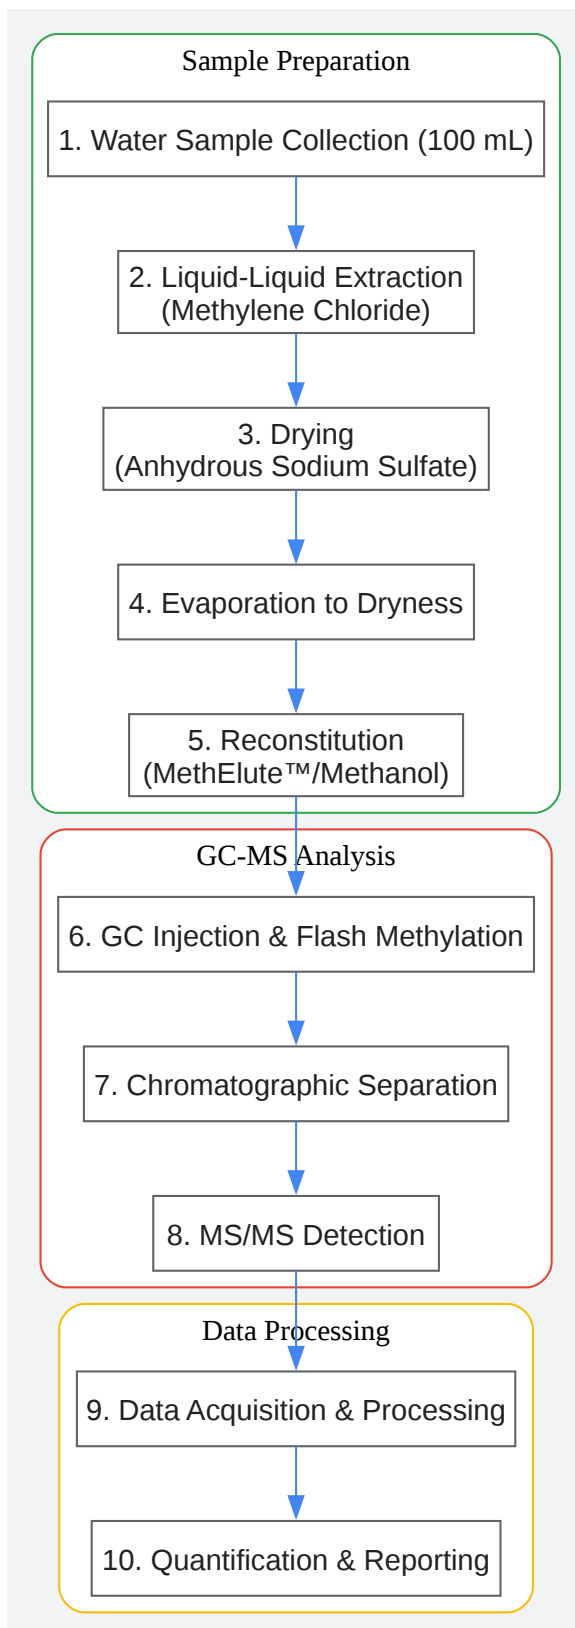 Sample Preparation
1. Water Sample Collection (100 mL)
2. Liquid-Liquid Extraction
(Methylene Chloride)
3. Drying
(Anhydrous Sodium Sulfate)
4. Evaporation to Dryness
5. Reconstitution
(MethElute™/Methanol)
GC-MS Analysis
6. GC Injection & Flash Methylation
7. Chromatographic Separation
8. MS/MS Detection
Data Processing
9. Data Acquisition & Processing
10. Quantification & Reporting